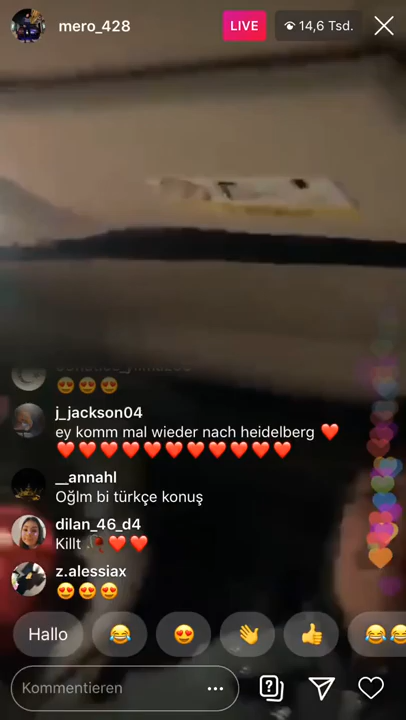 mero_428
LIVE
14,6 Tsd.
😍😍😍
j_jackson04
ey komm mal wieder nach heidelberg ❤️
❤️❤️❤️❤️❤️❤️❤️❤️❤️❤️❤️❤️
__annahl
Oğlm bi türkçe konuş
dilan_46_d4
Killt 🥀❤️❤️
z.alessiax
😍😍😍
Hallo 😂 😍 👋 👍 😂😂
Kommentieren